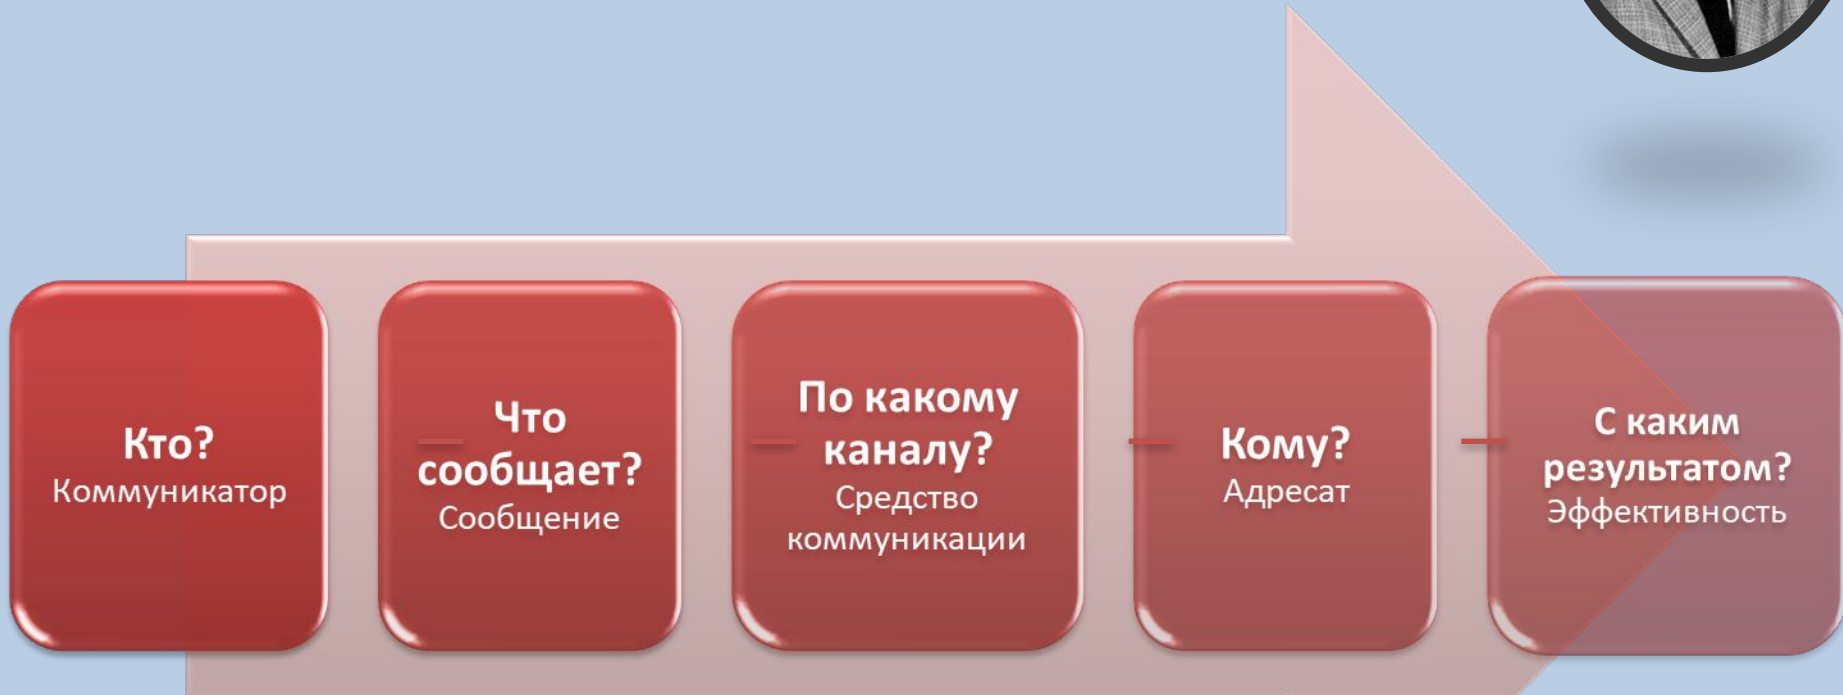 Кто?
Коммуникатор
Что
сообщает?
Сообщение
По какому
каналу?
Средство
коммуникации
Кому?
Адресат
С каким
результатом?
Эффективность